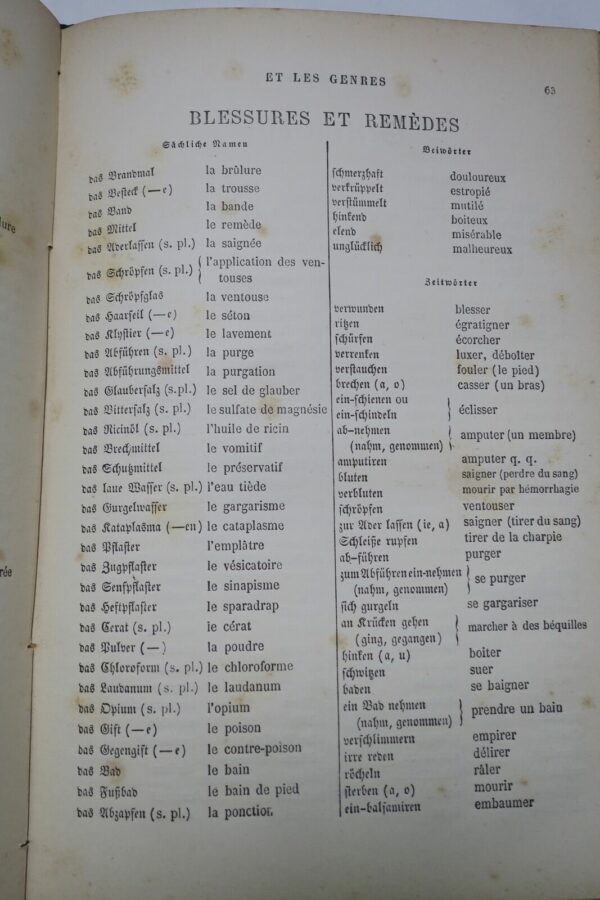 ET LES GENRES
63
BLESSURES ET REMÈDES
Sächliche Namen
das Brandmal la brûlure
das Besteck (—e) la trousse
das Band la bande
das Mittel le remède
das Aderlassen (s. pl.) la saignée
das Schröpfen (s. pl.) { l'application des ven-
touses
das Schröpfglas la ventouse
das Haarseil (—e) le séton
das Klystier (—e) le lavement
das Abführen (s. pl.) la purge
das Abführungsmittel la purgation
das Glaubersalz (s. pl.) le sel de glauber
das Bittersalz (s. pl.) le sulfate de magnésie
das Ricinöl (s. pl.) l'huile de ricin
das Brechmittel le vomitif
das Schutzmittel le préservatif
das laue Wasser (s. pl.) l'eau tiède
das Gurgelwasser le gargarisme
das Kataplasma (—en) le cataplasme
das Pflaster l'emplâtre
das Zugpflaster le vésicatoire
das Senfpflaster le sinapisme
das Heftpflaster le sparadrap
das Cerat (s. pl.) le cérat
das Pulver (—) la poudre
das Chloroform (s. pl.) le chloroforme
das Laudanum (s. pl.) le laudanum
das Opium (s. pl.) l'opium
das Gift (—e) le poison
das Gegengift (—e) le contre-poison
das Bad le bain
das Fußbad le bain de pied
das Abzapfen (s. pl.) la ponction
Beiwörter
schmerzhaft douloureux
verkrüppelt estropié
verstümmelt mutilé
hinkend boiteux
elend misérable
unglücklich malheureux
Zeitwörter
verwunden blesser
ritzen égratigner
schürfen écorcher
verrenken luxer, déboîter
verstauchen fouler (le pied)
brechen (a, o) casser (un bras)
ein-schienen ou
ein-schindeln } éclisser
ab-nehmen
(nahm, genommen) { amputer (un membre)
amputiren amputer q. q.
bluten saigner (perdre du sang)
verbluten mourir par hémorrhagie
schröpfen ventouser
zur Ader lassen (ie, a) saigner (tirer du sang)
Schleiße rupfen tirer de la charpie
ab-führen purger
zum Abführen ein-nehmen
(nahm, genommen) } se purger
sich gurgeln se gargariser
an Krücken gehen
(ging, gegangen) { marcher à des béquilles
hinken (a, u) boiter
schwitzen suer
baden se baigner
ein Bad nehmen
(nahm, genommen) } prendre un bain
verschlimmern empirer
irre reden délirer
röcheln râler
sterben (a, o) mourir
ein-balsamiren embaumer
lure
rée